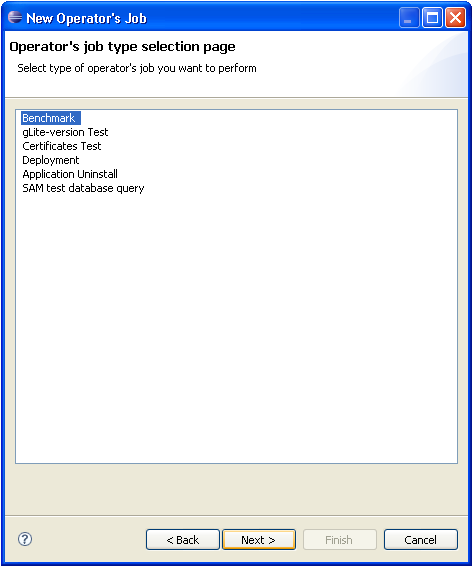 New Operator's Job
Operator's job type selection page
Select type of operator's job you want to perform
Benchmark
gLite-version Test
Certificates Test
Deployment
Application Uninstall
SAM test database query
?
< Back
Next >
Finish
Cancel